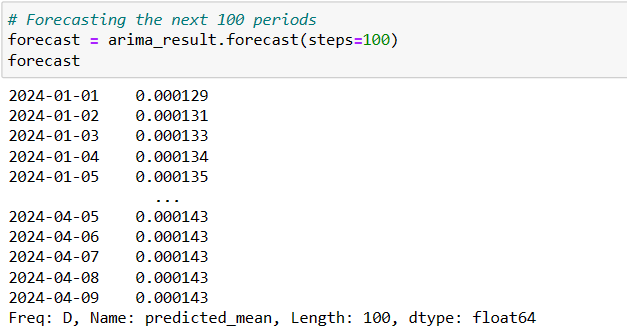 # Forecasting the next 100 periods
forecast = arima_result.forecast(steps=100)
forecast
2024-01-01    0.000129
2024-01-02    0.000131
2024-01-03    0.000133
2024-01-04    0.000134
2024-01-05    0.000135
...
2024-04-05    0.000143
2024-04-06    0.000143
2024-04-07    0.000143
2024-04-08    0.000143
2024-04-09    0.000143
Freq: D, Name: predicted_mean, Length: 100, dtype: float64